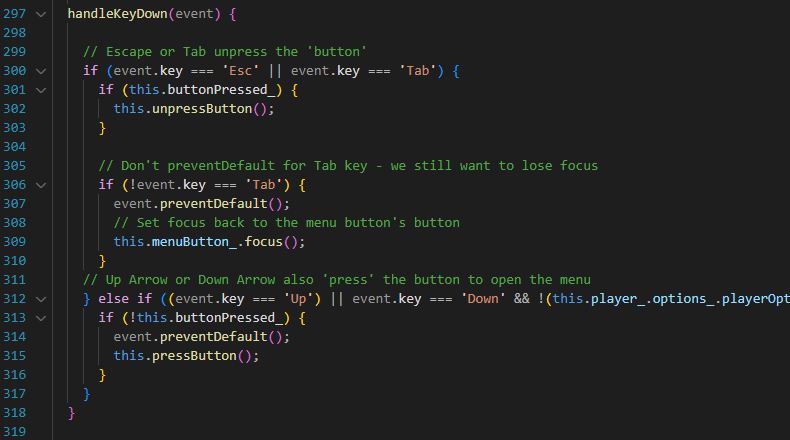 297 handleKeyDown(event) {
298
299 // Escape or Tab unpress the 'button'
300 if (event.key === 'Esc' || event.key === 'Tab') {
301 if (this.buttonPressed_) {
302 this.unpressButton();
303 }
304
305 // Don't preventDefault for Tab key - we still want to lose focus
306 if (!event.key === 'Tab') {
307 event.preventDefault();
308 // Set focus back to the menu button's button
309 this.menuButton_.focus();
310 }
311 // Up Arrow or Down Arrow also 'press' the button to open the menu
312 } else if ((event.key === 'Up') || event.key === 'Down' && !(this.player_.options_.playerOpt
313 if (!this.buttonPressed_) {
314 event.preventDefault();
315 this.pressButton();
316 }
317 }
318 }
319